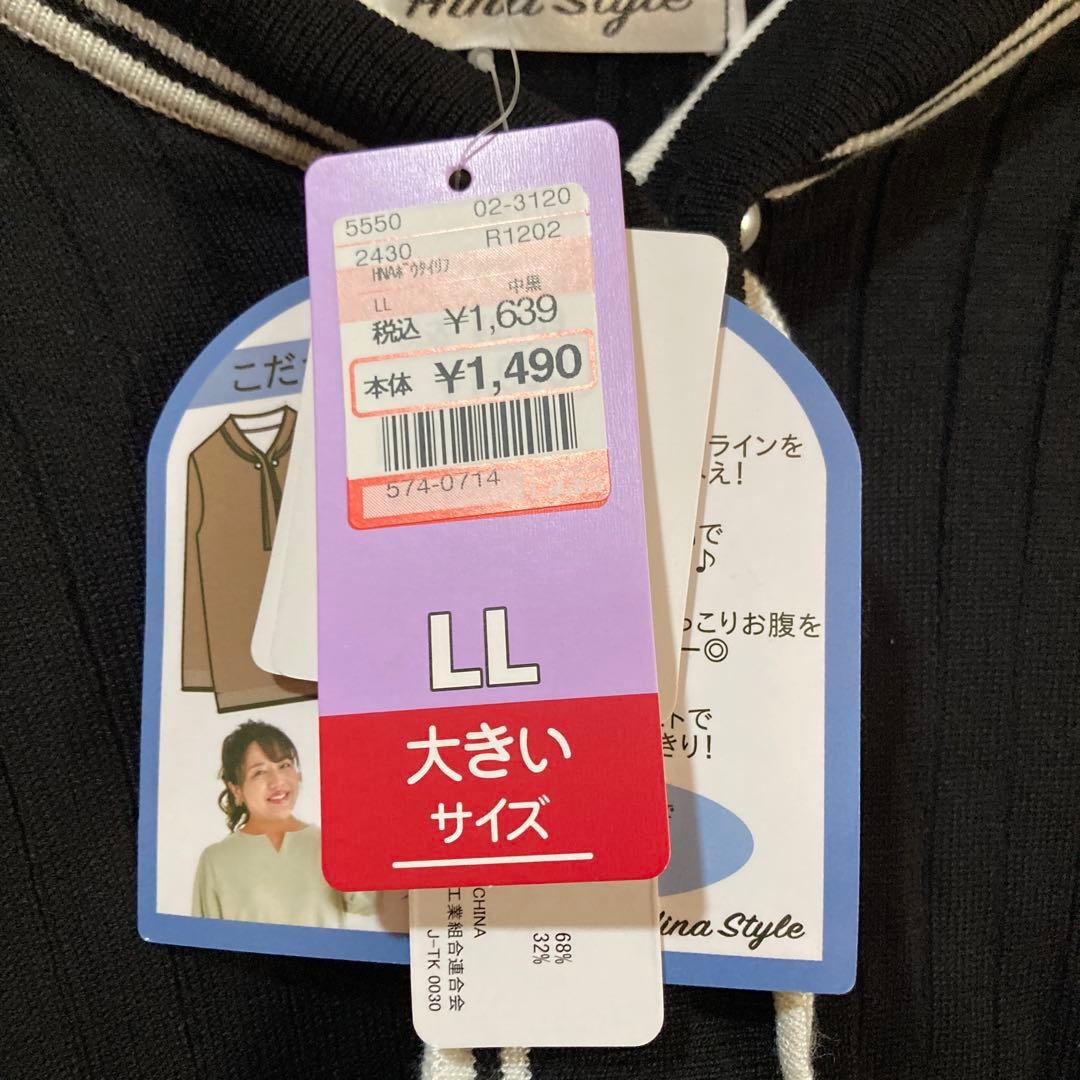 Hina Style
5550 02-3120
2430 R1202
HNAボウタイリブ
LL 中黒
税込 ¥1,639
本体 ¥1,490
574-0714
LL
大きい
サイズ
こだ
ラインを
え!
で
♪
っこりお腹を
ー◎
トで
きり!
で
Hina Style
CHINA
工業組合連合会
J-TK 0030
68%
32%